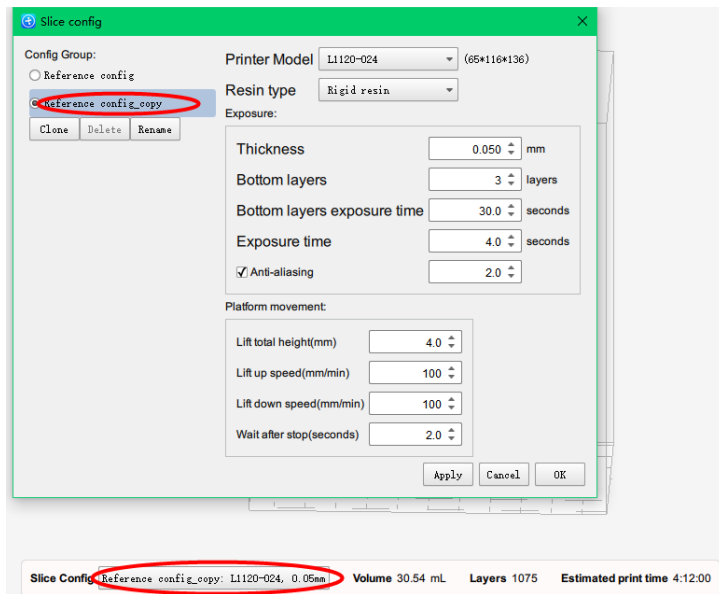 Slice config
Config Group:
Reference config
Reference config_copy
Clone Delete Rename
Printer Model L1120-024 (65*116*136)
Resin type Rigid resin
Exposure:
Thickness 0.050 mm
Bottom layers 3 layers
Bottom layers exposure time 30.0 seconds
Exposure time 4.0 seconds
Anti-aliasing 2.0
Platform movement:
Lift total height(mm) 4.0
Lift up speed(mm/min) 100
Lift down speed(mm/min) 100
Wait after stop(seconds) 2.0
Apply Cancel OK
Slice Config Reference config_copy: L1120-024, 0.05mm Volume 30.54 mL Layers 1075 Estimated print time 4:12:00